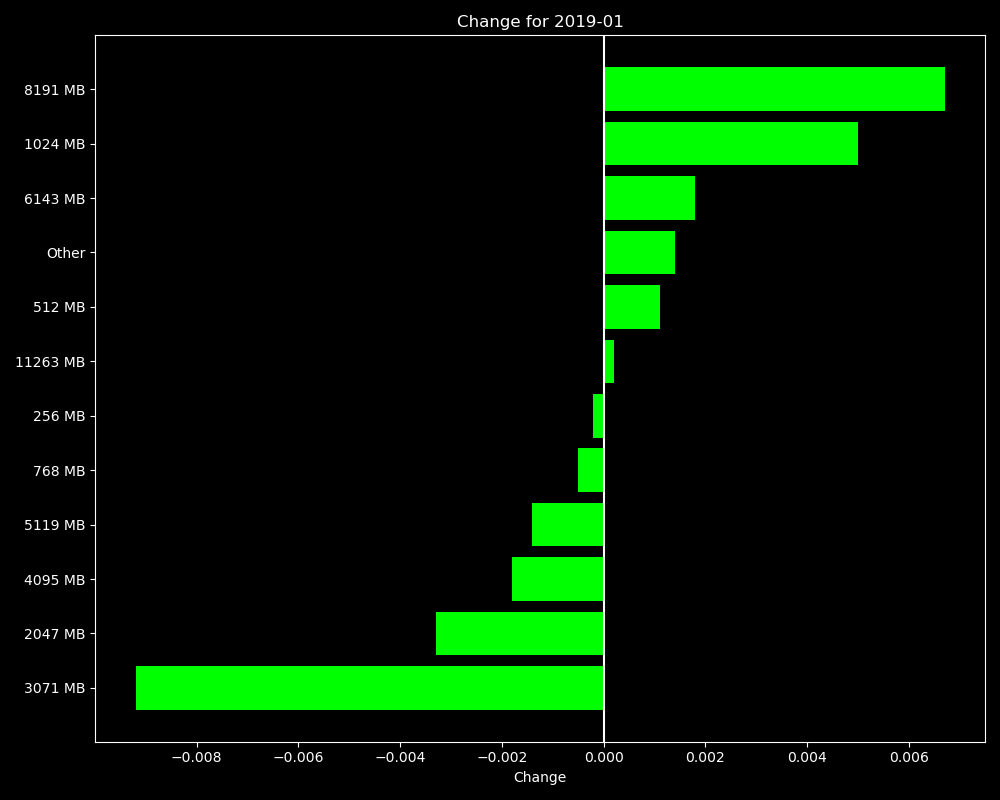 Change for 2019-01
8191 MB
1024 MB
6143 MB
Other
512 MB
11263 MB
256 MB
768 MB
5119 MB
4095 MB
2047 MB
3071 MB
−0.008 −0.006 −0.004 −0.002 0.000 0.002 0.004 0.006
Change